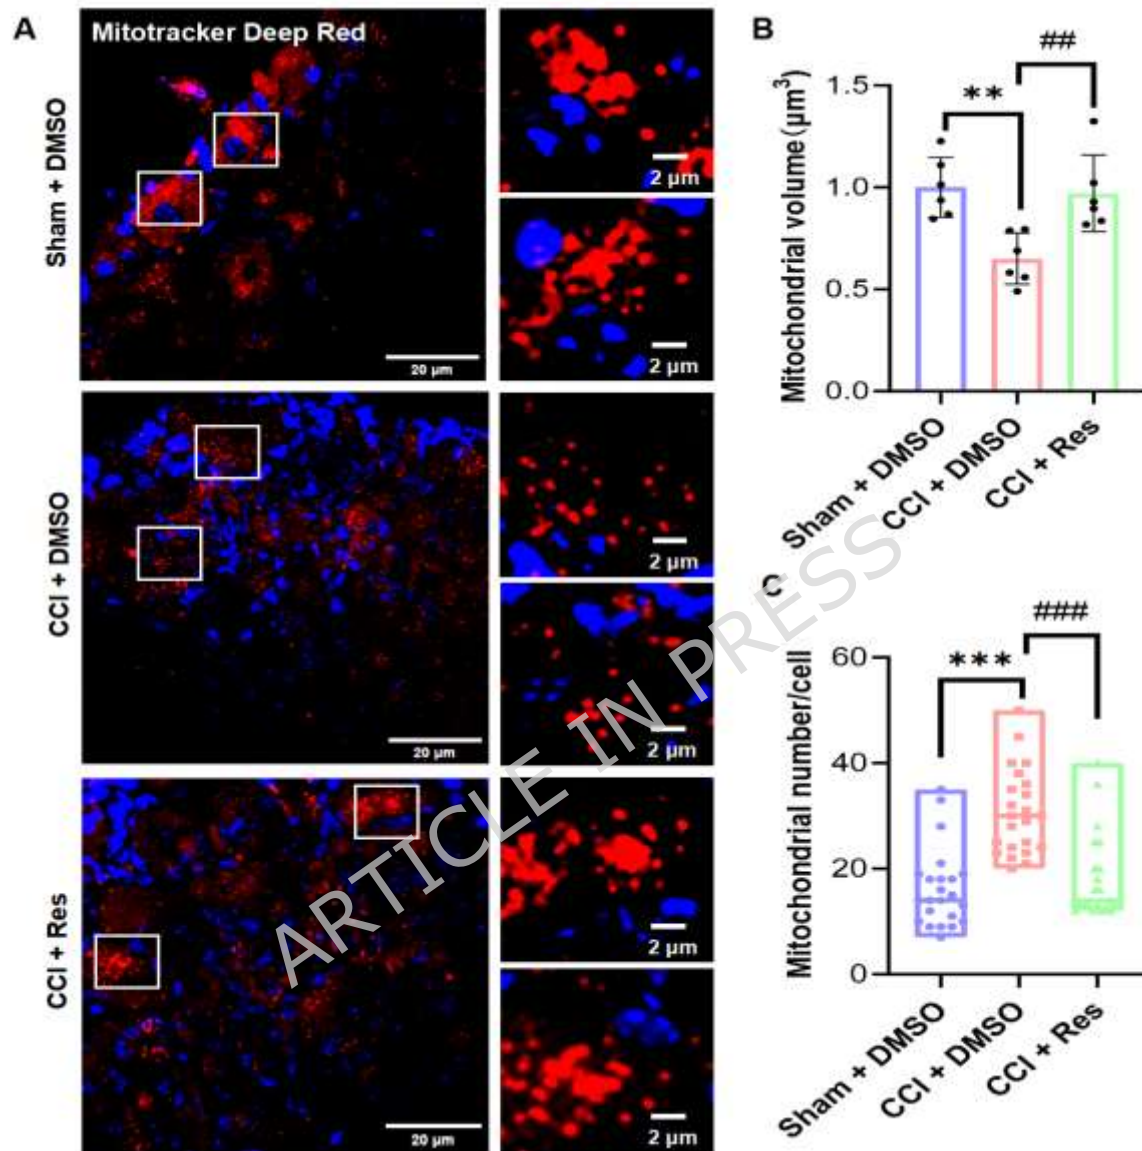 A
Mitotracker Deep Red
Sham + DMSO
20 µm
2 µm
2 µm
CCI + DMSO
20 µm
2 µm
2 µm
CCI + Res
20 µm
2 µm
2 µm
B
##
**
Mitochondrial volume(µm³)
1.5
1.0
0.5
0.0
Sham + DMSO
CCI + DMSO
CCI + Res
C
###
***
Mitochondrial number/cell
60
40
20
0
Sham + DMSO
CCI + DMSO
CCI + Res
ARTICLE IN PRESS